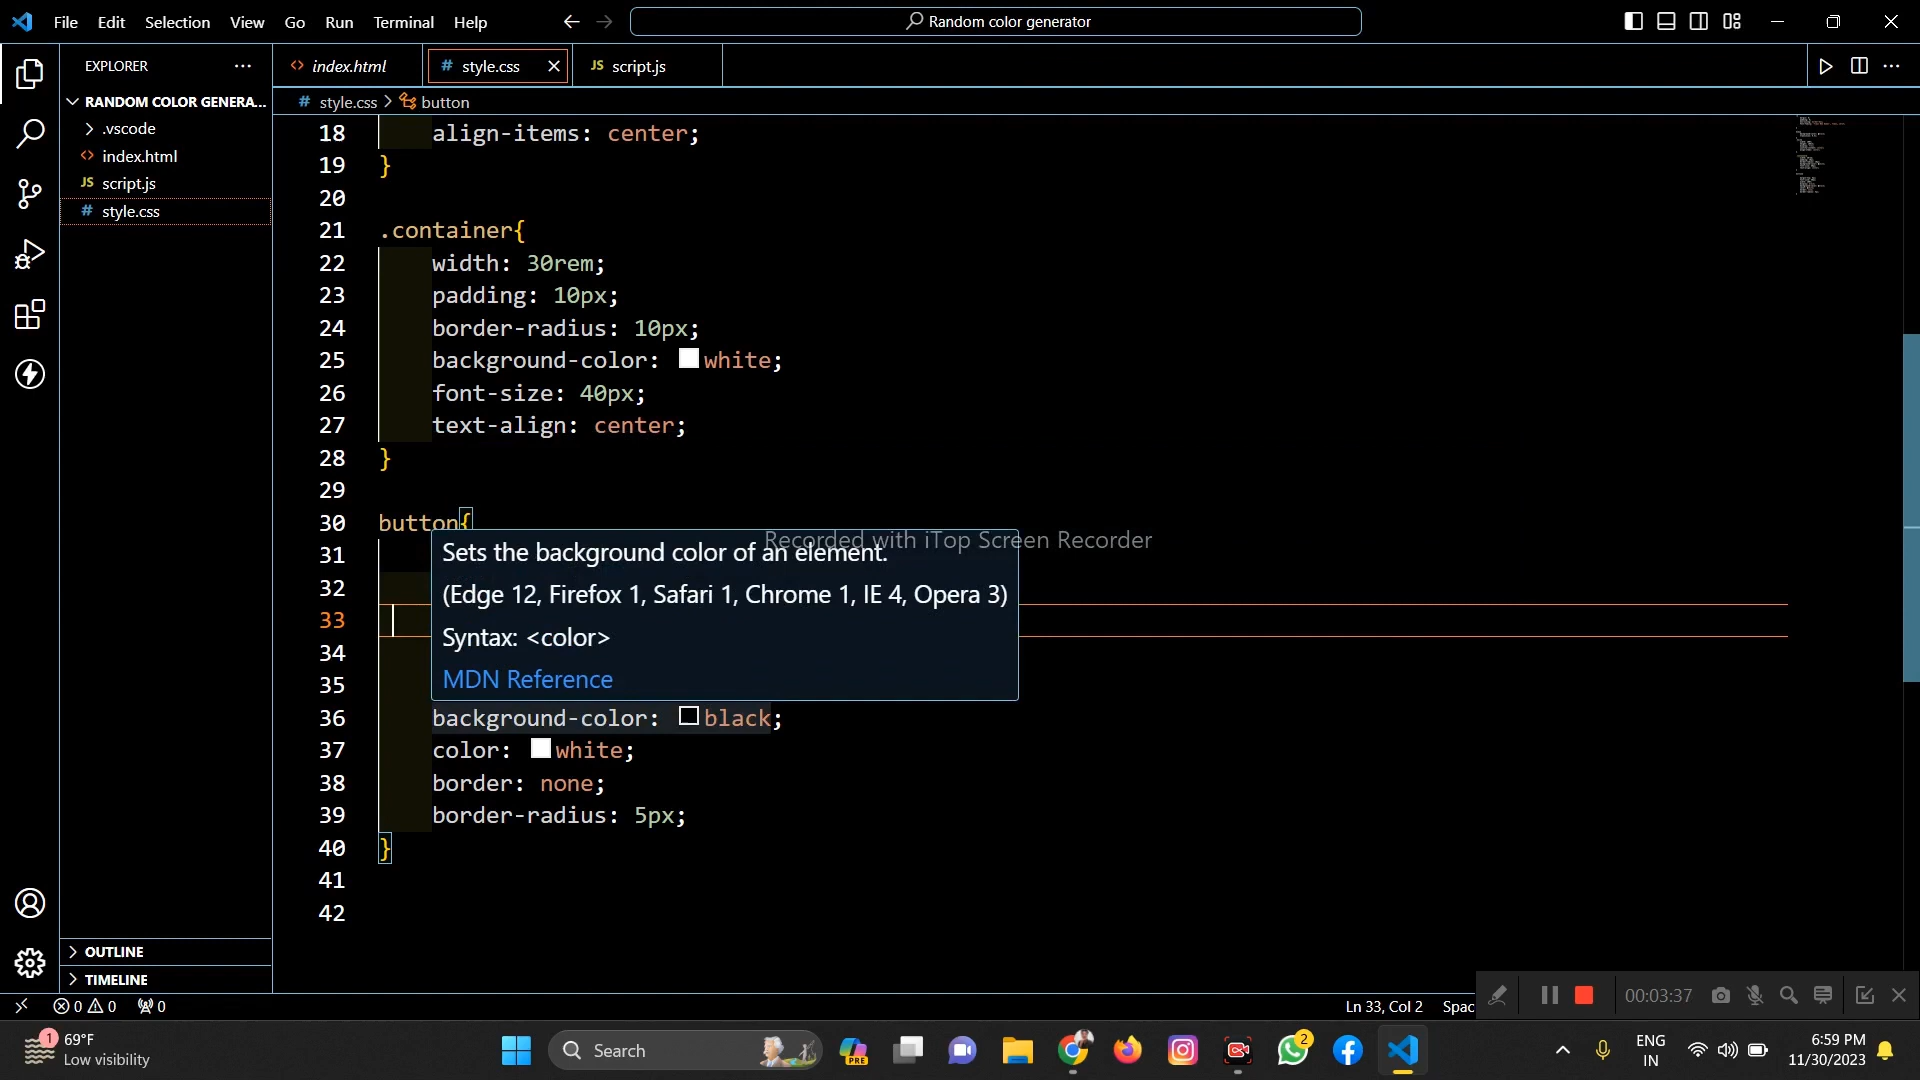 File Edit Selection View Go Run Terminal Help
Random color generator
EXPLORER
index.html
# style.css
JS script.js
RANDOM COLOR GENERA...
# style.css > button
.vscode
index.html
JS script.js
# style.css
18 align-items: center;
19 }
20
21 .container{
22 width: 30rem;
23 padding: 10px;
24 border-radius: 10px;
25 background-color: white;
26 font-size: 40px;
27 text-align: center;
28 }
29
30 button{
31
32
33
34
35
Sets the background color of an element.
(Edge 12, Firefox 1, Safari 1, Chrome 1, IE 4, Opera 3)
Syntax: <color>
MDN Reference
Recorded with iTop Screen Recorder
36 background-color: black;
37 color: white;
38 border: none;
39 border-radius: 5px;
40 }
41
42
OUTLINE
TIMELINE
0 0 0
Ln 33, Col 2 Spac
00:03:37
1
69°F
Low visibility
Search
PRE
2
ENG
IN
6:59 PM
11/30/2023